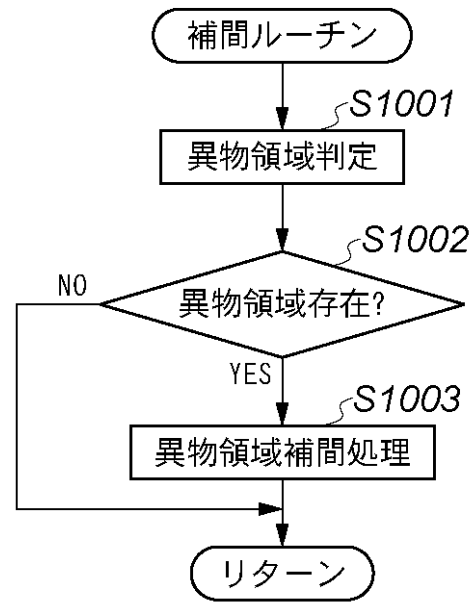 補間ルーチン
S1001
異物領域判定
S1002
異物領域存在?
NO
YES
S1003
異物領域補間処理
リターン